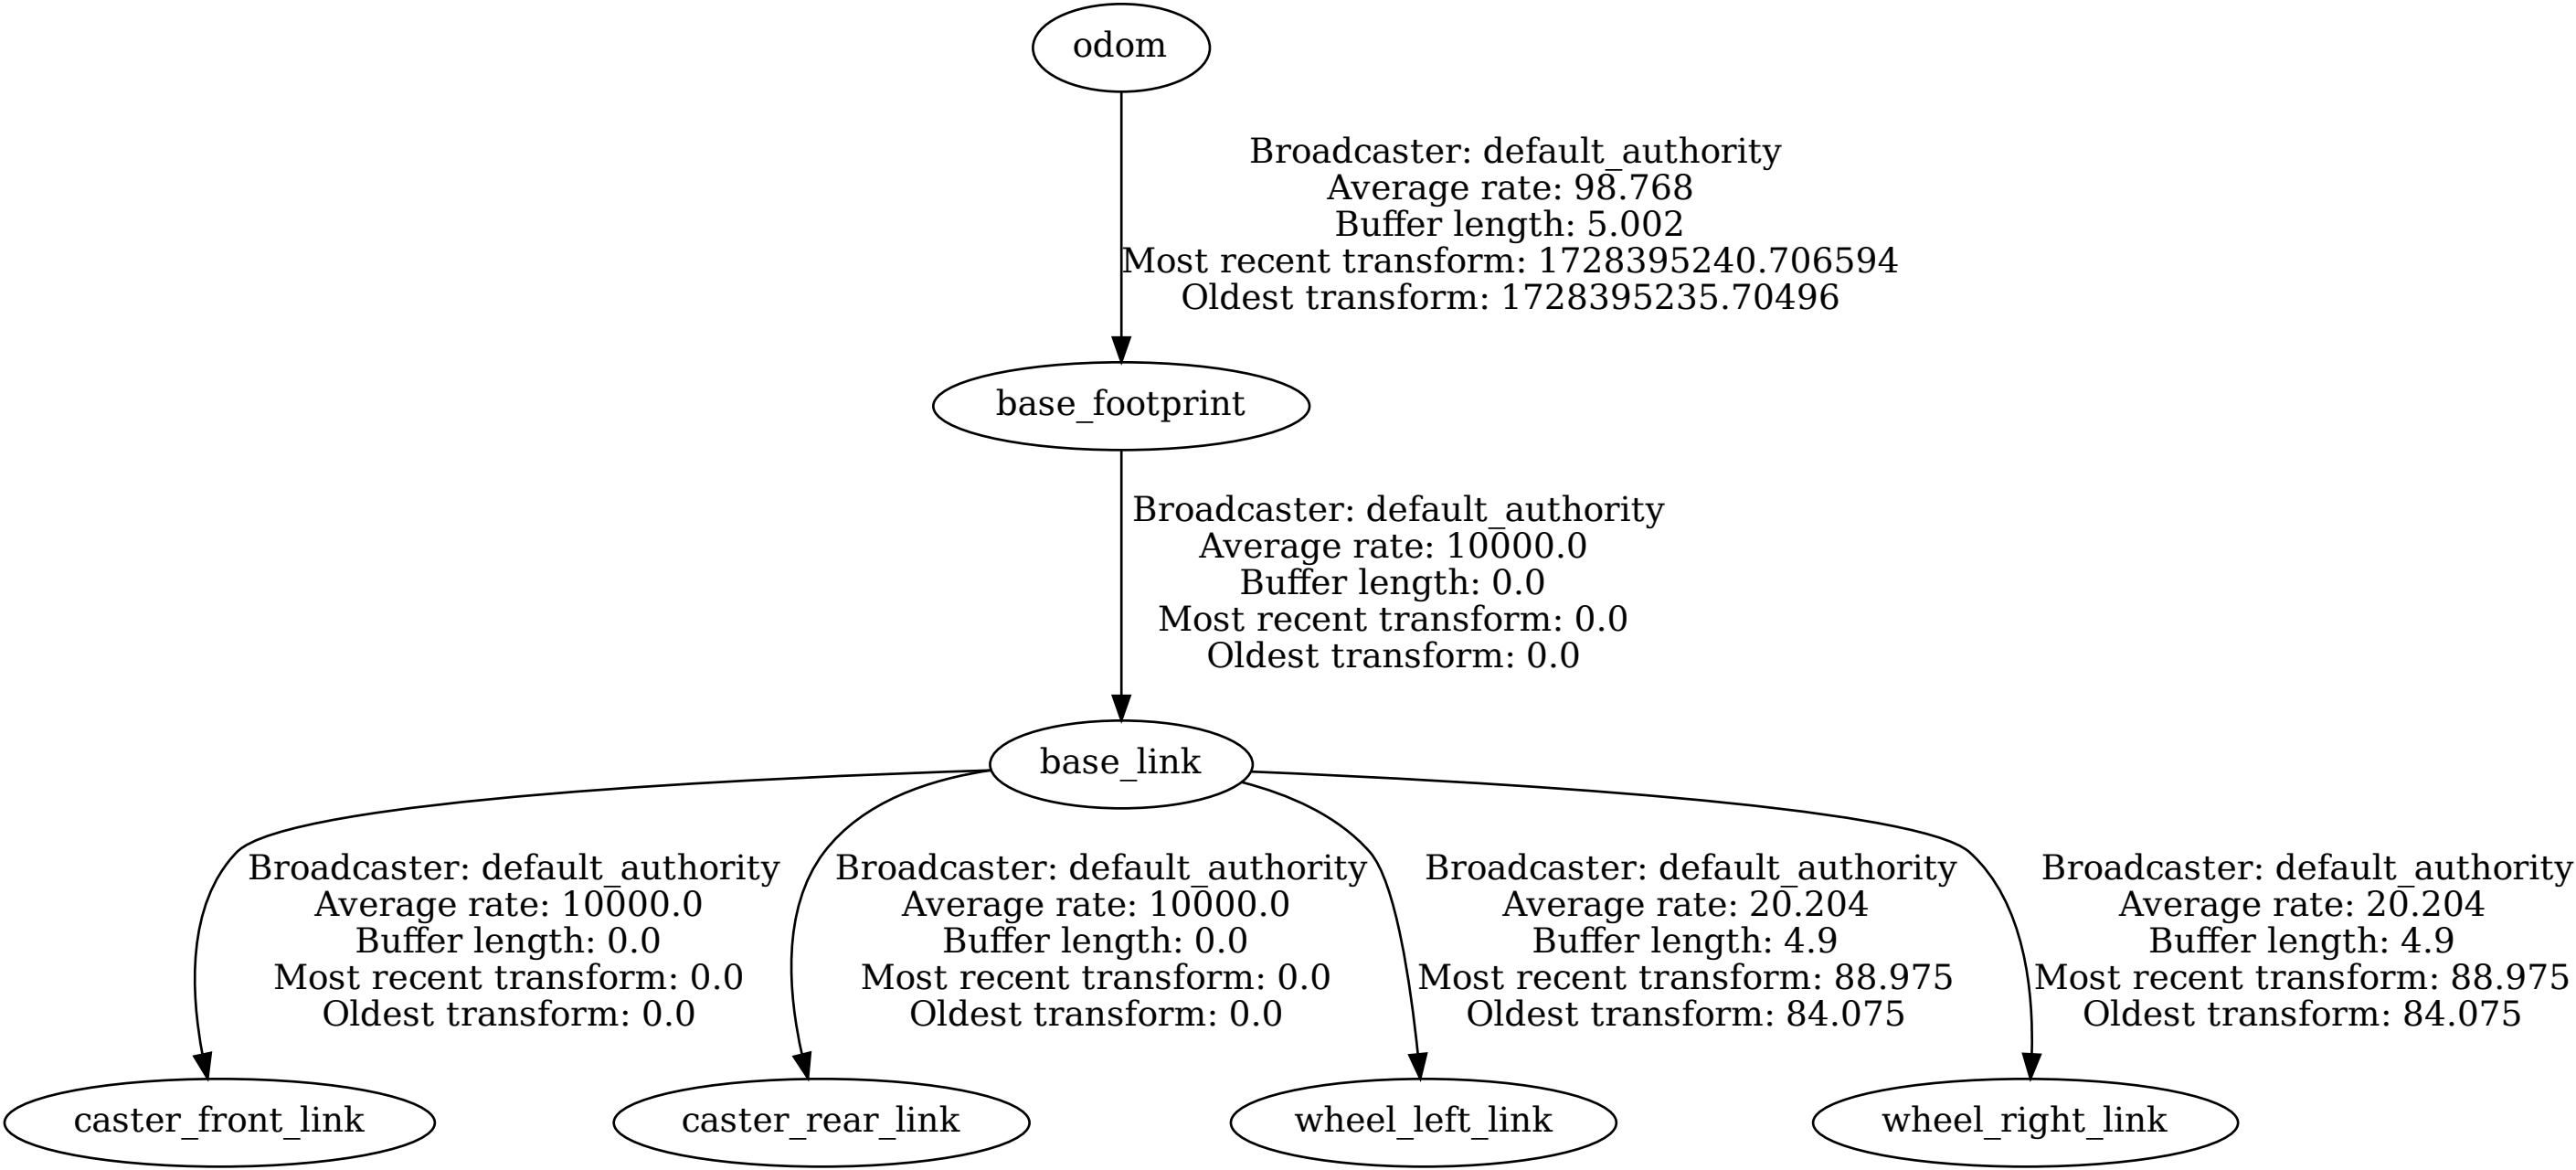 odom
Broadcaster: default_authority
Average rate: 98.768
Buffer length: 5.002
Most recent transform: 1728395240.706594
Oldest transform: 1728395235.70496
base_footprint
Broadcaster: default_authority
Average rate: 10000.0
Buffer length: 0.0
Most recent transform: 0.0
Oldest transform: 0.0
base_link
Broadcaster: default_authority
Average rate: 10000.0
Buffer length: 0.0
Most recent transform: 0.0
Oldest transform: 0.0
Broadcaster: default_authority
Average rate: 10000.0
Buffer length: 0.0
Most recent transform: 0.0
Oldest transform: 0.0
Broadcaster: default_authority
Average rate: 20.204
Buffer length: 4.9
Most recent transform: 88.975
Oldest transform: 84.075
Broadcaster: default_authority
Average rate: 20.204
Buffer length: 4.9
Most recent transform: 88.975
Oldest transform: 84.075
caster_front_link
caster_rear_link
wheel_left_link
wheel_right_link